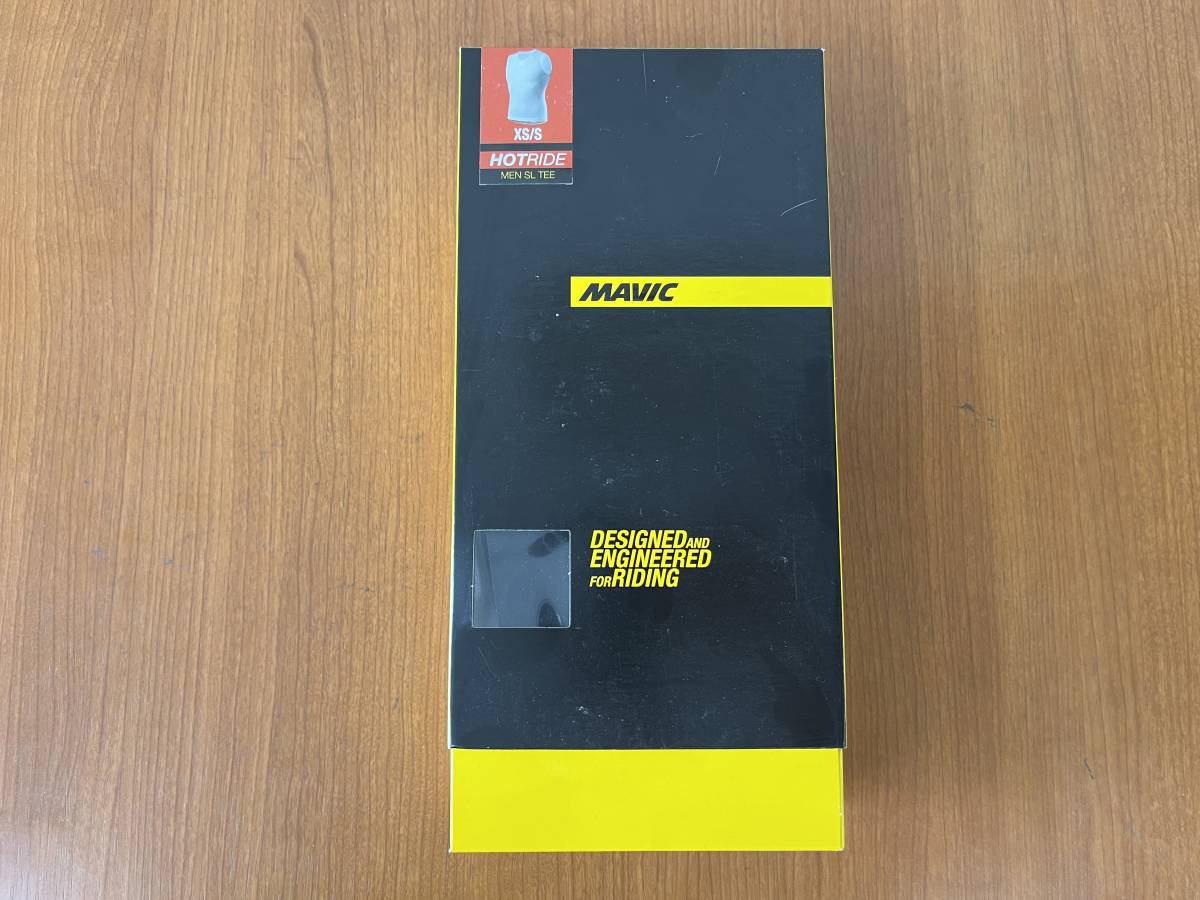 XS/S
HOTRIDE
MEN SL TEE
MAVIC
DESIGNED AND
ENGINEERED
FOR RIDING